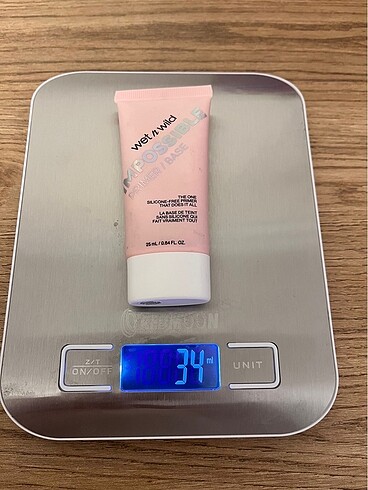 wet n wild
IMPOSSIBLE
PRIMER / BASE
THE ONE
SILICONE-FREE PRIMER
THAT DOES IT ALL
LA BASE DE TEINT
SANS SILICONE QUI
FAIT VRAIMENT TOUT
25 mL / 0.84 FL. OZ.
Z/T
ON/OFF
34 ml
UNIT